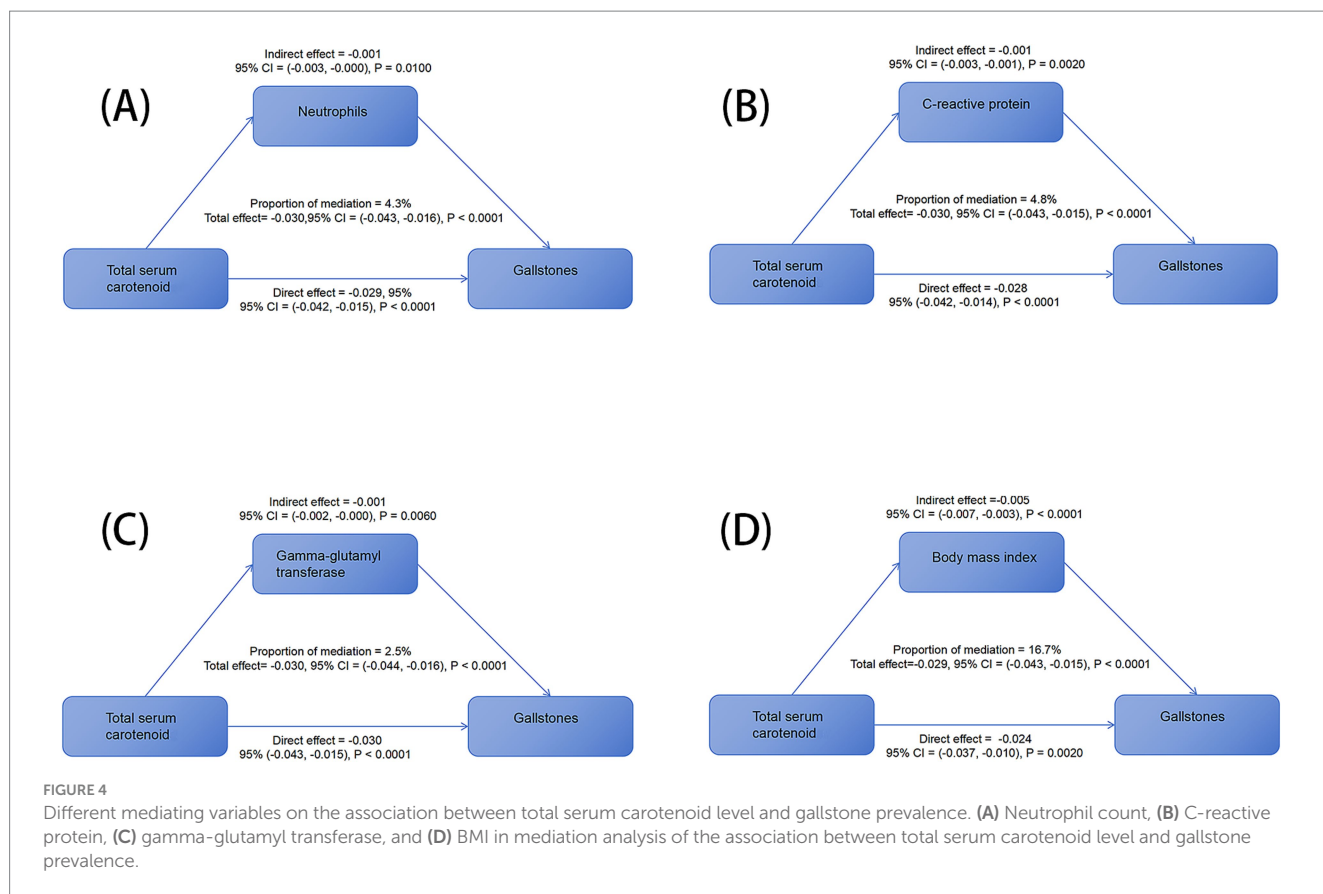 Indirect effect = -0.001
95% CI = (-0.003, -0.000), P = 0.0100
(A)
Neutrophils
Proportion of mediation = 4.3%
Total effect= -0.030,95% CI = (-0.043, -0.016), P < 0.0001
Total serum
carotenoid
Gallstones
Direct effect = -0.029, 95%
95% CI = (-0.042, -0.015), P < 0.0001
Indirect effect = -0.001
95% CI = (-0.003, -0.001), P = 0.0020
(B)
C-reactive protein
Proportion of mediation = 4.8%
Total effect= -0.030, 95% CI = (-0.043, -0.015), P < 0.0001
Total serum
carotenoid
Gallstones
Direct effect = -0.028
95% (-0.042, -0.014), P < 0.0001
Indirect effect = -0.001
95% CI = (-0.002, -0.000), P = 0.0060
(C)
Gamma-glutamyl
transferase
Proportion of mediation = 2.5%
Total effect= -0.030, 95% CI = (-0.044, -0.016), P < 0.0001
Total serum
carotenoid
Gallstones
Direct effect = -0.030
95% (-0.043, -0.015), P < 0.0001
Indirect effect =-0.005
95% CI = (-0.007, -0.003), P < 0.0001
(D)
Body mass index
Proportion of mediation = 16.7%
Total effect=-0.029, 95% CI = (-0.043, -0.015), P < 0.0001
Total serum
carotenoid
Gallstones
Direct effect = -0.024
95% CI = (-0.037, -0.010), P = 0.0020
FIGURE 4
Different mediating variables on the association between total serum carotenoid level and gallstone prevalence. (A) Neutrophil count, (B) C-reactive
protein, (C) gamma-glutamyl transferase, and (D) BMI in mediation analysis of the association between total serum carotenoid level and gallstone
prevalence.